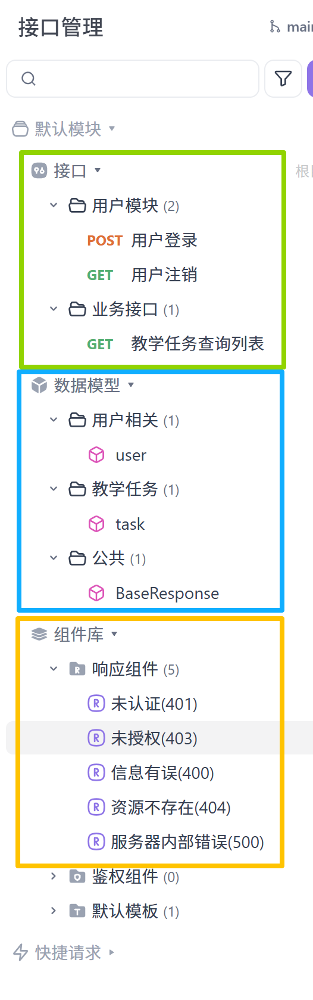 接口管理
main
默认模块
接口
用户模块 (2)
POST 用户登录
GET 用户注销
业务接口 (1)
GET 教学任务查询列表
数据模型
用户相关 (1)
user
教学任务 (1)
task
公共 (1)
BaseResponse
组件库
响应组件 (5)
未认证(401)
未授权(403)
信息有误(400)
资源不存在(404)
服务器内部错误(500)
鉴权组件 (0)
默认模板 (1)
快捷请求